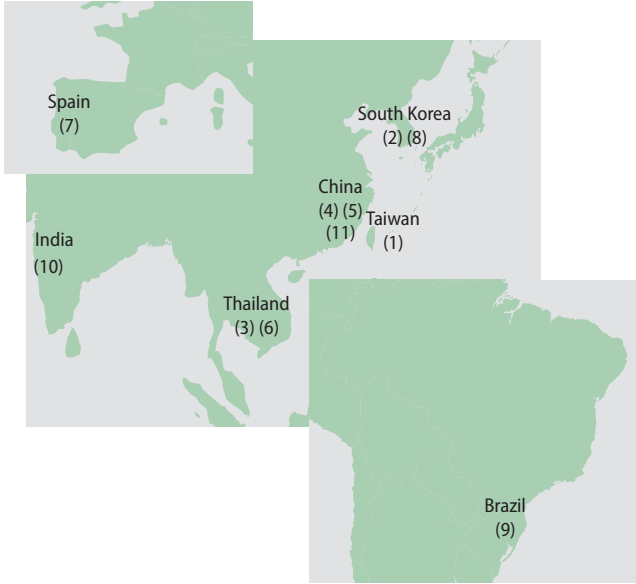 Spain
(7)
South Korea
(2) (8)
China
(4) (5)
(11)
Taiwan
(1)
India
(10)
Thailand
(3) (6)
Brazil
(9)